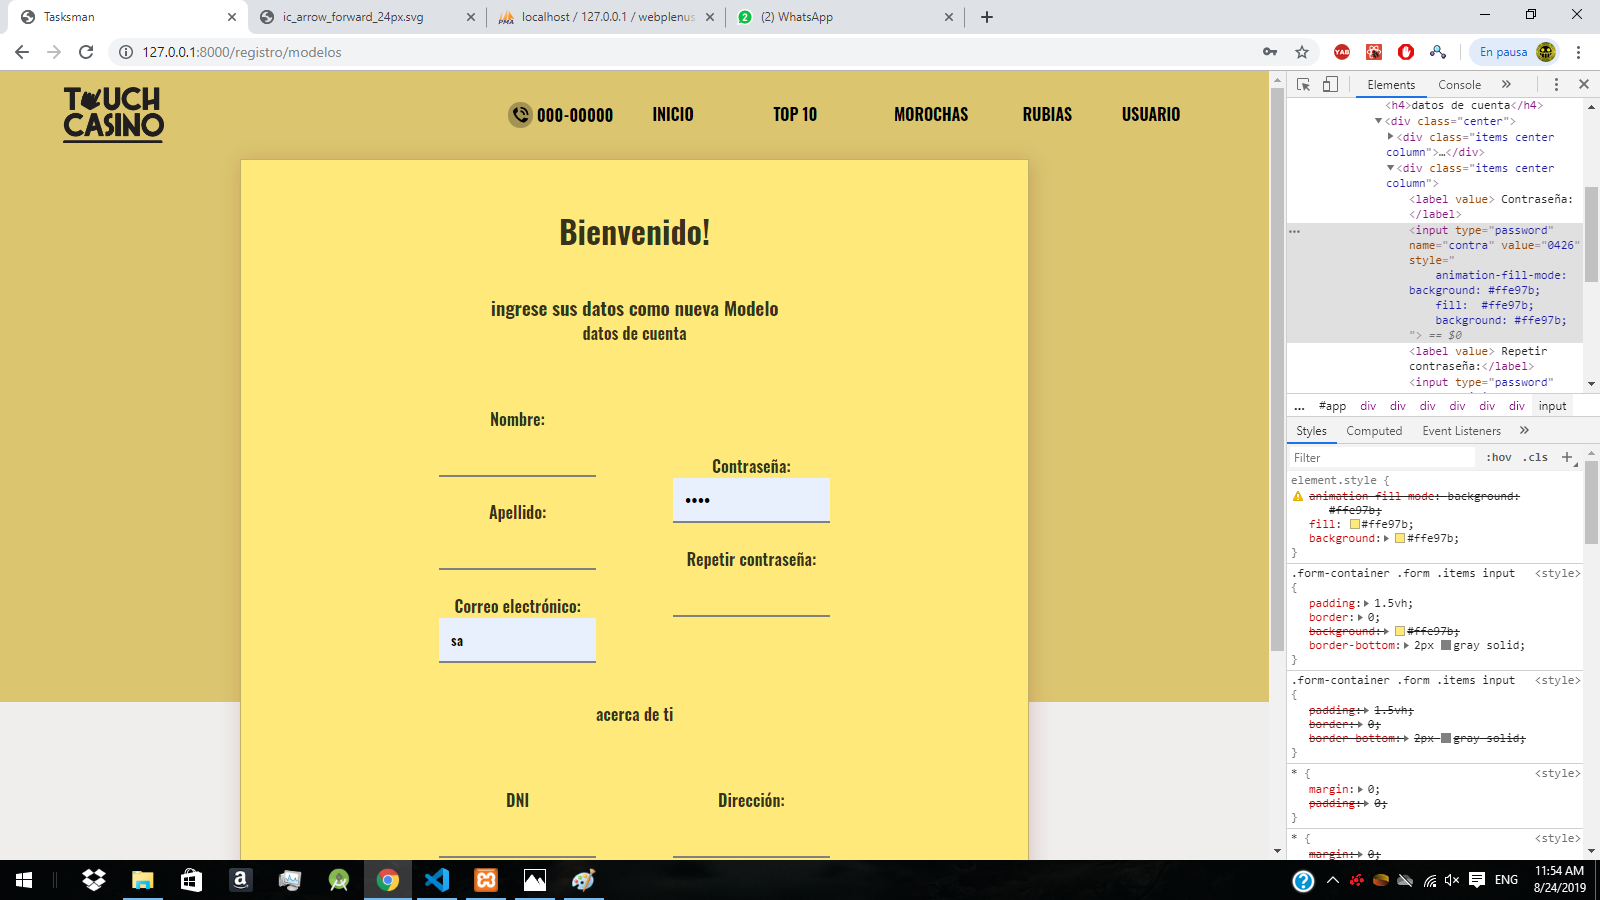 Tasksman
ic_arrow_forward_24px.svg
localhost / 127.0.0.1 / webplenus
(2) WhatsApp
127.0.0.1:8000/registro/modelos
En pausa
TOUCH
CASINO
000-00000
INICIO
TOP 10
MOROCHAS
RUBIAS
USUARIO
Bienvenido!
ingrese sus datos como nueva Modelo
datos de cuenta
Nombre:
Contraseña:
••••
Apellido:
Repetir contraseña:
Correo electrónico:
sa
acerca de ti
DNI
Dirección:
Elements
Console
»
<h4>datos de cuenta</h4>
▼<div class="center">
▶<div class="items center
column">…</div>
▼<div class="items center
column">
<label value> Contraseña:
</label>
<input type="password"
name="contra" value="0426"
style="
animation-fill-mode:
background: #ffe97b;
fill:  #ffe97b;
background: #ffe97b;
"> == $0
<label value> Repetir
contraseña:</label>
<input type="password"
... #app div div div div div div input
Styles
Computed
Event Listeners
»
Filter
:hov .cls +
element.style {
animation-fill-mode: background:
#ffe97b;
fill: #ffe97b;
background:▶ #ffe97b;
}
.form-container .form .items input <style>
{
padding:▶ 1.5vh;
border:▶ 0;
background:▶ #ffe97b;
border-bottom:▶ 2px gray solid;
}
.form-container .form .items input <style>
{
padding:▶ 1.5vh;
border:▶ 0;
border-bottom:▶ 2px gray solid;
}
* { <style>
margin:▶ 0;
padding:▶ 0;
}
* { <style>
margin:▶ 0;
ENG
11:54 AM
8/24/2019